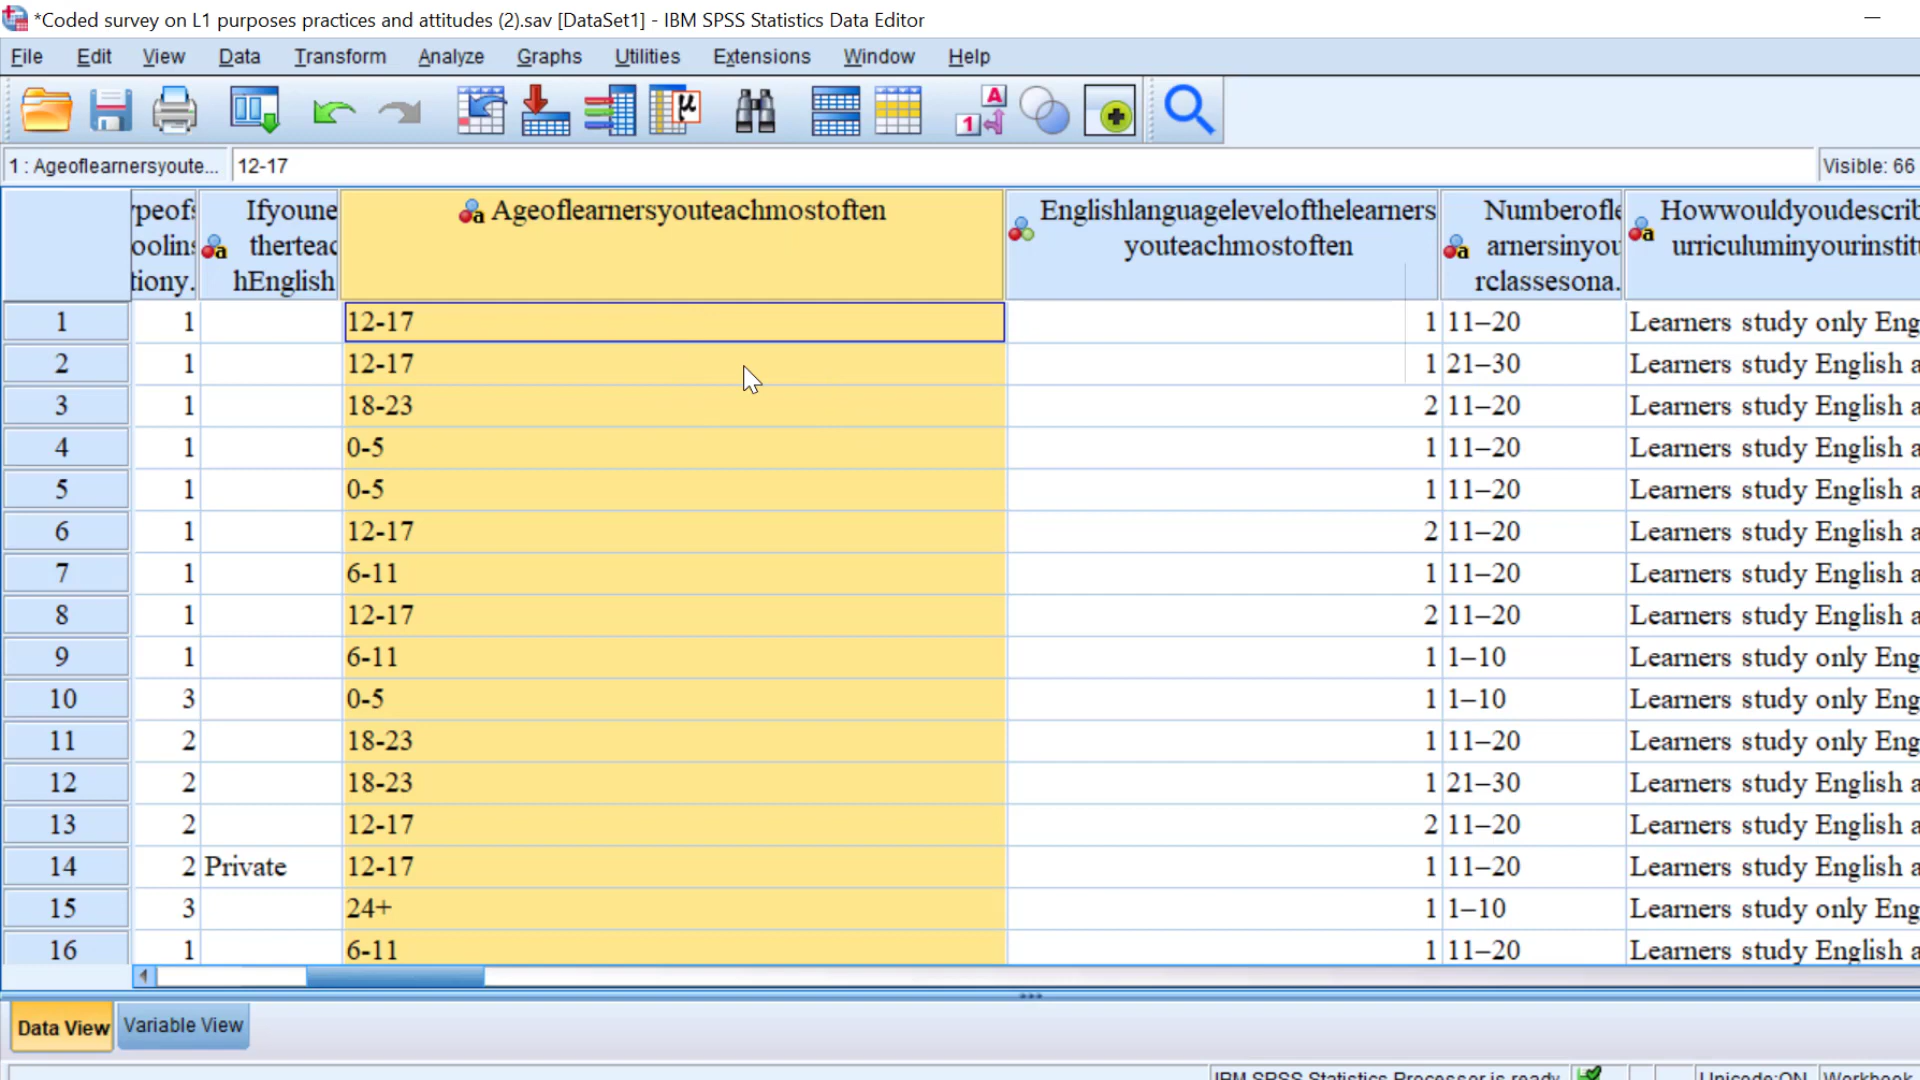 *Coded survey on L1 purposes practices and attitudes (2).sav [DataSet1] - IBM SPSS Statistics Data Editor
File Edit View Data Transform Analyze Graphs Utilities Extensions Window Help
1 : Ageoflearnersyoute... 12-17 Visible: 66
Ageoflearnersyouteachmostoften
Ifyoune
therteac
hEnglish
Englishlanguagelevelofthelearners
youteachmostoften
Numberofle
arnersinyou
rclassesona.
Howwouldyoudescrib
urriculuminyourinstitu
1 1 12-17 1 11–20 Learners study only Eng
2 1 12-17 1 21–30 Learners study English a
3 1 18-23 2 11–20 Learners study English a
4 1 0-5 1 11–20 Learners study English a
5 1 0-5 1 11–20 Learners study English a
6 1 12-17 2 11–20 Learners study English a
7 1 6-11 1 11–20 Learners study English a
8 1 12-17 2 11–20 Learners study English a
9 1 6-11 1 1–10 Learners study only Eng
10 3 0-5 1 1–10 Learners study only Eng
11 2 18-23 1 11–20 Learners study only Eng
12 2 18-23 1 21–30 Learners study English a
13 2 12-17 2 11–20 Learners study English a
14 2 Private 12-17 1 11–20 Learners study English a
15 3 24+ 1 1–10 Learners study only Eng
16 1 6-11 1 11–20 Learners study English a
Data View Variable View
IBM SPSS Statistics Processor is ready Unicode:ON